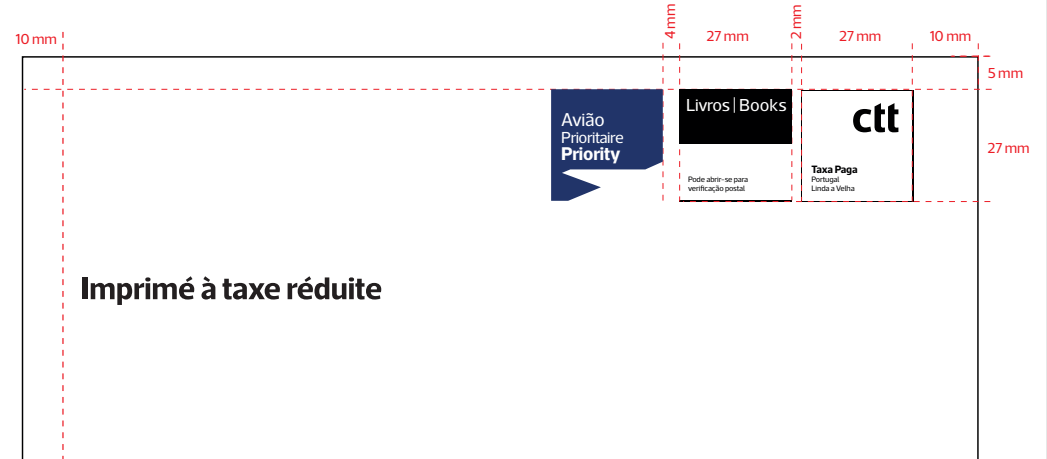 10 mm
4 mm
27 mm
2 mm
27 mm
10 mm
5 mm
27 mm
Avião
Prioritaire
Priority
Livros|Books
Pode abrir-se para
verificação postal
ctt
Taxa Paga
Portugal
Linda a Velha
Imprimé à taxe réduite